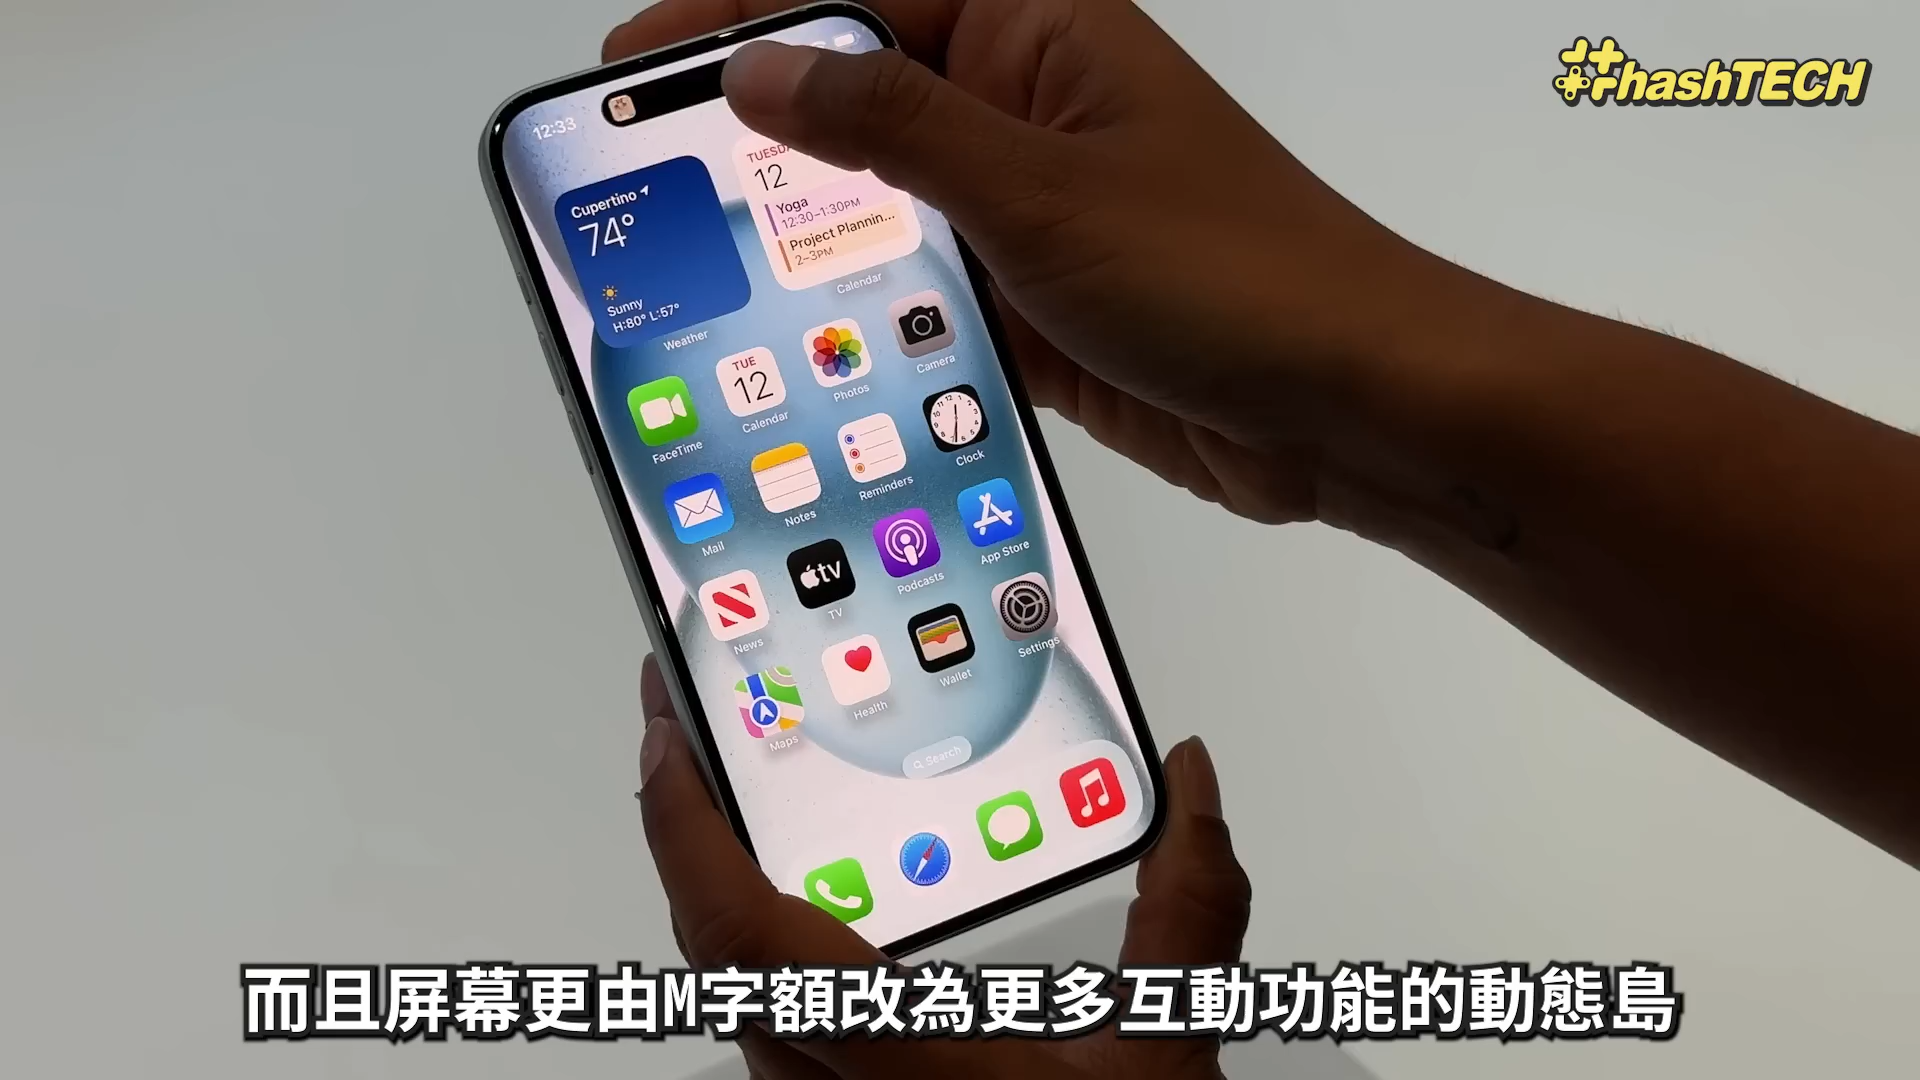 hashTECH
12:33
Cupertino
74°
Sunny
H:80° L:57°
Weather
TUESDA
12
Yoga
12:30–1:30PM
Project Plannin...
2–3PM
Calendar
FaceTime
TUE
12
Calendar
Photos
Camera
Mail
Notes
Reminders
Clock
News
tv
TV
Podcasts
App Store
Maps
Health
Wallet
Settings
Search
而且屏幕更由M字額改為更多互動功能的動態島